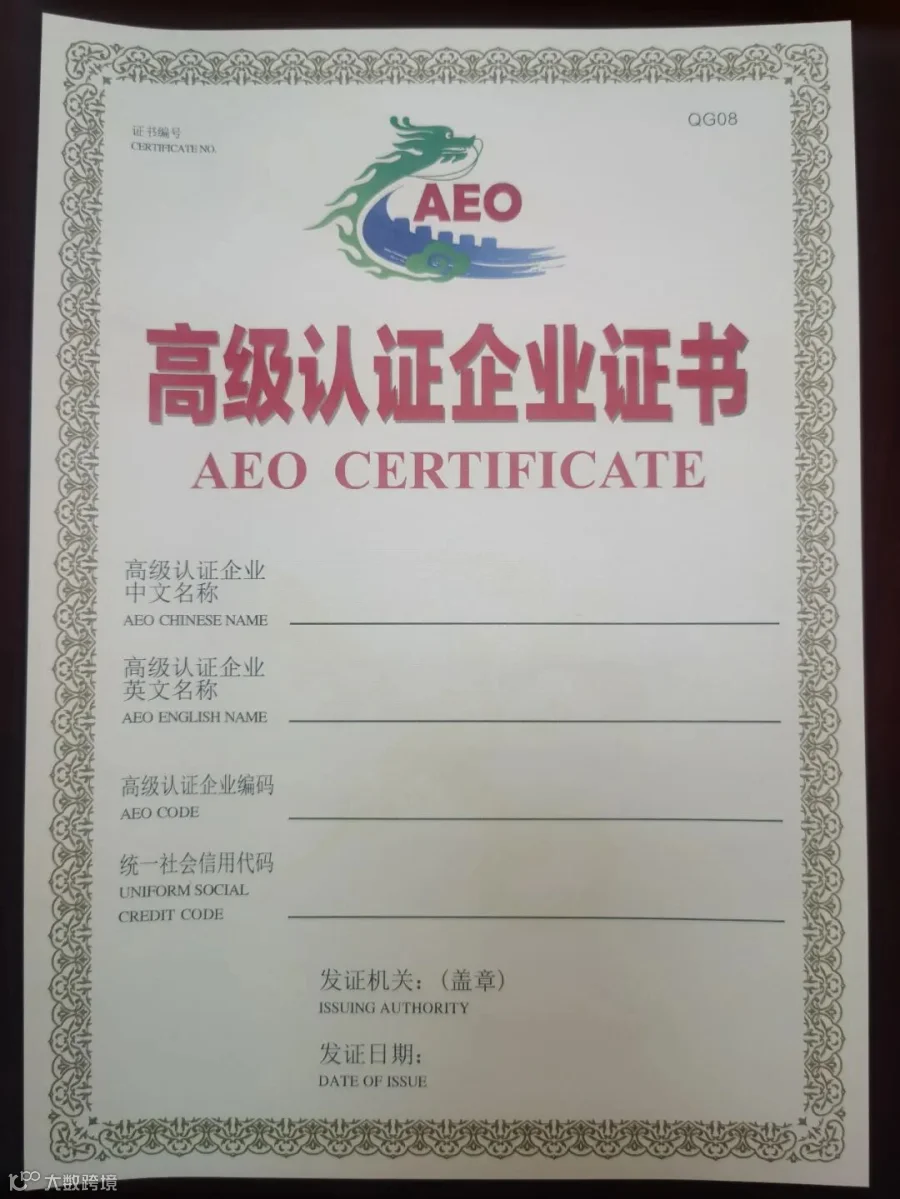 证书编号
CERTIFICATE NO.
QG08
AEO
高级认证企业证书
AEO CERTIFICATE
高级认证企业
中文名称
AEO CHINESE NAME
高级认证企业
英文名称
AEO ENGLISH NAME
高级认证企业编码
AEO CODE
统一社会信用代码
UNIFORM SOCIAL
CREDIT CODE
发证机关：(盖章)
ISSUING AUTHORITY
发证日期：
DATE OF ISSUE
大数跨境